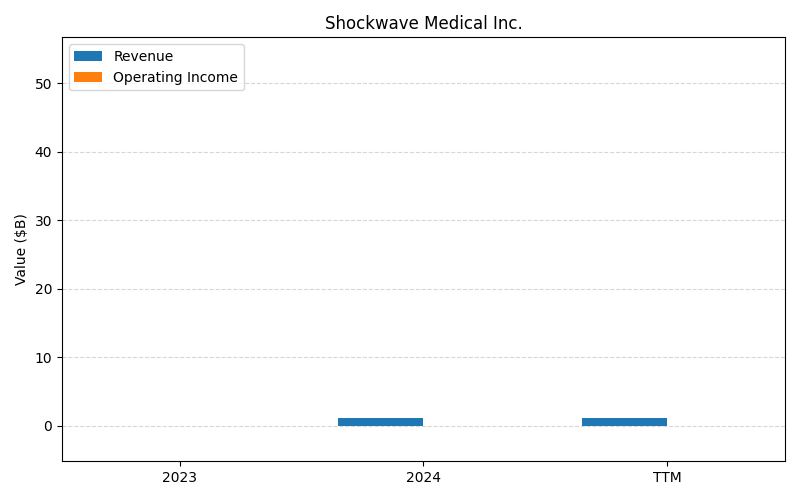 Shockwave Medical Inc.
Revenue
Operating Income
50
40
30
20
10
0
Value ($B)
2023 2024 TTM